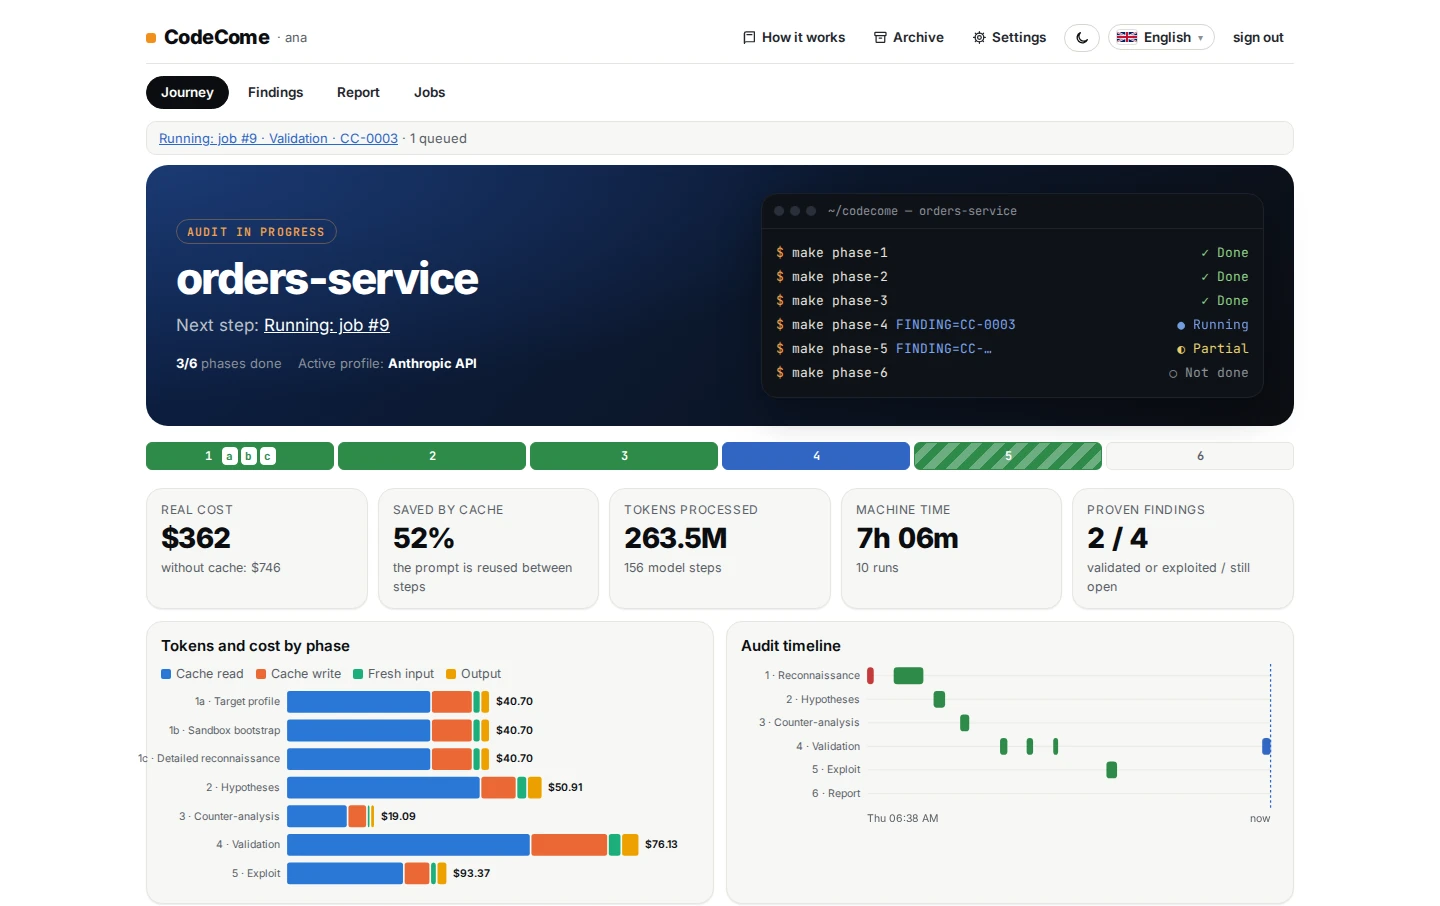 CodeCome · ana
How it works
Archive
Settings
English ▾
sign out
Journey
Findings
Report
Jobs
Running: job #9 · Validation · CC-0003 · 1 queued
AUDIT IN PROGRESS
orders-service
Next step: Running: job #9
3/6 phases done Active profile: Anthropic API
~/codecome — orders-service
$ make phase-1 ✓ Done
$ make phase-2 ✓ Done
$ make phase-3 ✓ Done
$ make phase-4 FINDING=CC-0003 ● Running
$ make phase-5 FINDING=CC-… ◐ Partial
$ make phase-6 ○ Not done
1 a b c
2
3
4
5
6
REAL COST
$362
without cache: $746
SAVED BY CACHE
52%
the prompt is reused between
steps
TOKENS PROCESSED
263.5M
156 model steps
MACHINE TIME
7h 06m
10 runs
PROVEN FINDINGS
2 / 4
validated or exploited / still
open
Tokens and cost by phase
Cache read Cache write Fresh input Output
1a · Target profile $40.70
1b · Sandbox bootstrap $40.70
1c · Detailed reconnaissance $40.70
2 · Hypotheses $50.91
3 · Counter-analysis $19.09
4 · Validation $76.13
5 · Exploit $93.37
Audit timeline
1 · Reconnaissance
2 · Hypotheses
3 · Counter-analysis
4 · Validation
5 · Exploit
6 · Report
Thu 06:38 AM now